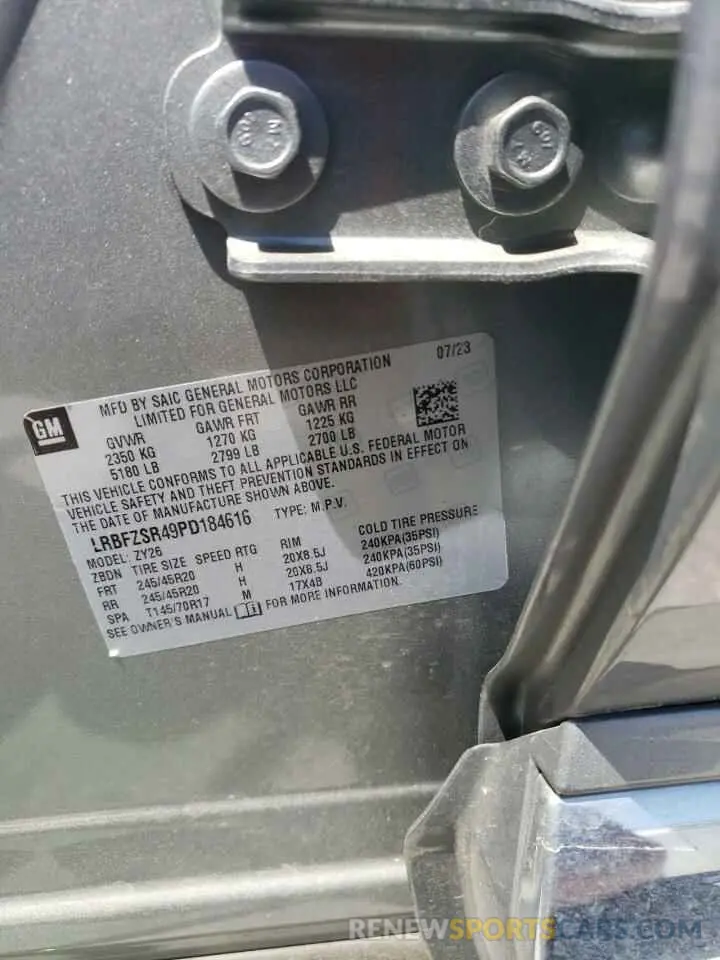 07/23
GM
MFD BY SAIC GENERAL MOTORS CORPORATION
LIMITED FOR GENERAL MOTORS LLC
GVWR GAWR FRT GAWR RR
2350 KG 1270 KG 1225 KG
5180 LB 2799 LB 2700 LB
THIS VEHICLE CONFORMS TO ALL APPLICABLE U.S. FEDERAL MOTOR
VEHICLE SAFETY AND THEFT PREVENTION STANDARDS IN EFFECT ON
THE DATE OF MANUFACTURE SHOWN ABOVE.
LRBFZSR49PD184616 TYPE: M.P.V.
MODEL: ZY26
ZBDN TIRE SIZE SPEED RTG RIM COLD TIRE PRESSURE
FRT 245/45R20 H 20X8.5J 240KPA(35PSI)
RR 245/45R20 H 20X8.5J 240KPA(35PSI)
SPA T145/70R17 M 17X4B 420KPA(60PSI)
SEE OWNER'S MANUAL FOR MORE INFORMATION.
RENEWSPORTSCARS.COM